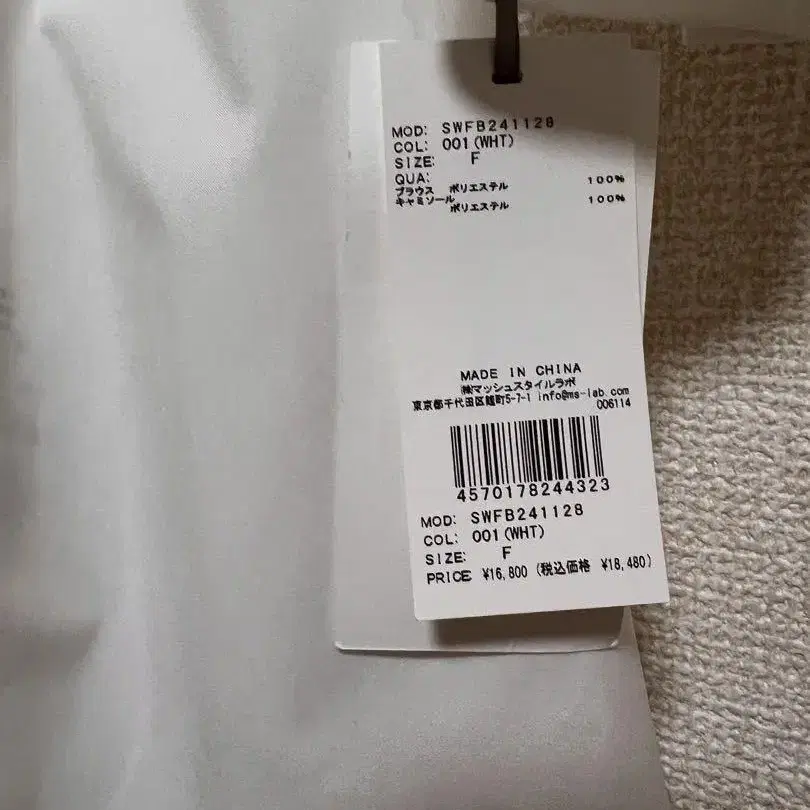 MOD: SWFB241128
COL: 001(WHT)
SIZE: F
QUA:
ブラウス ポリエステル 100%
キャミソール
ポリエステル 100%
MADE IN CHINA
㈱マッシュスタイルラボ
東京都千代田区麹町5-7-1 info@ms-lab.com
006114
4570178244323
MOD: SWFB241128
COL: 001(WHT)
SIZE: F
PRICE: ¥16,800 (税込価格 ¥18,480)